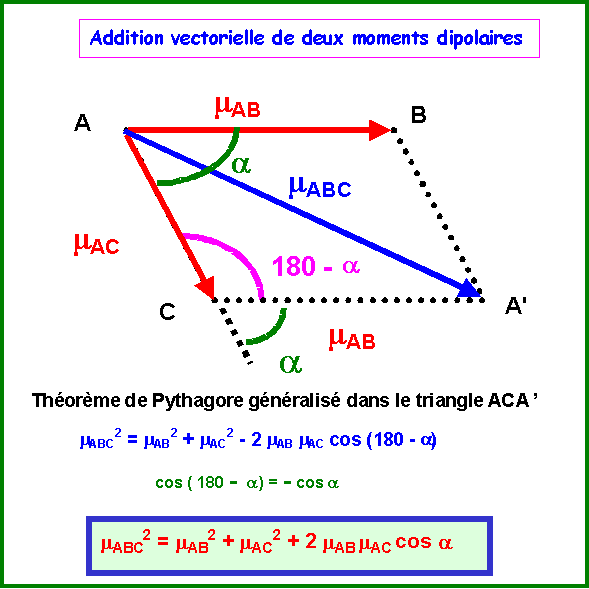 Addition vectorielle de deux moments dipolaires
μAB
A
B
α
μABC
μAC
180 - α
C
A'
μAB
α
Théorème de Pythagore généralisé dans le triangle ACA '
μABC² = μAB² + μAC² - 2 μAB μAC cos (180 - α)
cos ( 180 − α) = − cos α
μABC² = μAB² + μAC² + 2 μAB μAC cos α